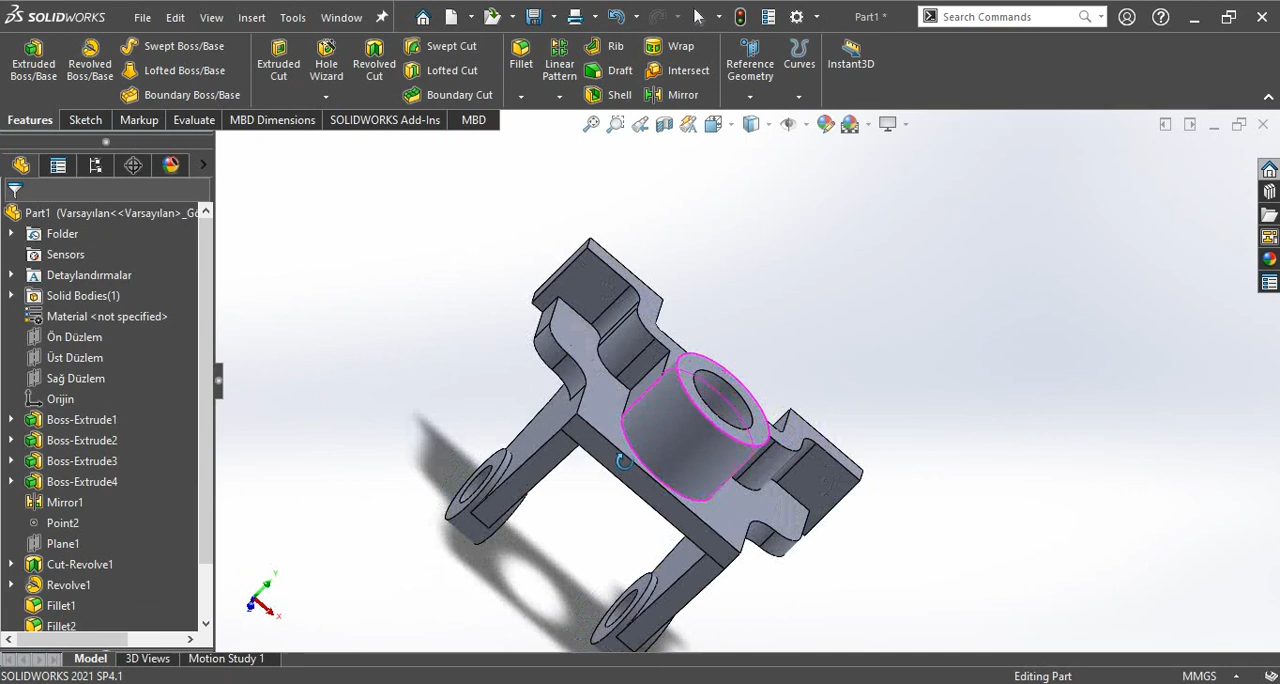 SOLIDWORKS File Edit View Insert Tools Window Part1 * Search Commands
Extruded Boss/Base Revolved Boss/Base Swept Boss/Base Lofted Boss/Base Boundary Boss/Base Extruded Cut Hole Wizard Revolved Cut Swept Cut Lofted Cut Boundary Cut Fillet Linear Pattern Rib Draft Shell Wrap Intersect Mirror Reference Geometry Curves Instant3D
Features Sketch Markup Evaluate MBD Dimensions SOLIDWORKS Add-Ins MBD
Part1 (Varsayılan<<Varsayılan>_Gö
Folder
Sensors
Detaylandırmalar
Solid Bodies(1)
Material <not specified>
Ön Düzlem
Üst Düzlem
Sağ Düzlem
Orijin
Boss-Extrude1
Boss-Extrude2
Boss-Extrude3
Boss-Extrude4
Mirror1
Point2
Plane1
Cut-Revolve1
Revolve1
Fillet1
Fillet2
Y
X
Model 3D Views Motion Study 1
SOLIDWORKS 2021 SP4.1 Editing Part MMGS